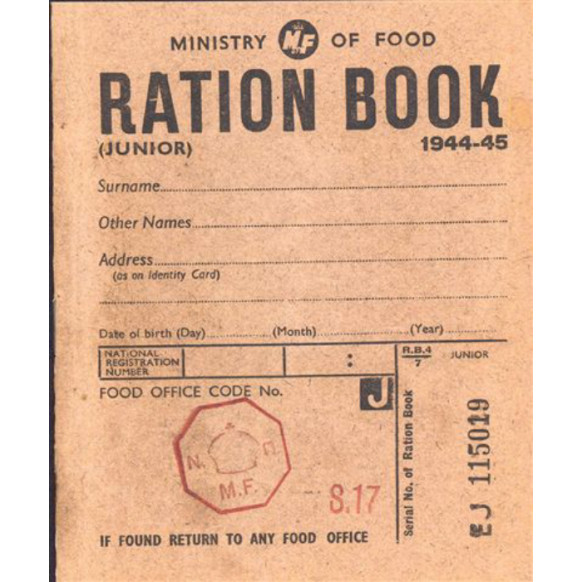 MINISTRY MF OF FOOD
RATION BOOK
(JUNIOR) 1944-45
Surname
Other Names
Address
(as on Identity Card)
Date of birth (Day) (Month) (Year)
NATIONAL
REGISTRATION
NUMBER
:
R.B.4
7
JUNIOR
FOOD OFFICE CODE No.
J
N.
M.F.
S.17
Serial No. of Ration Book
EJ 115019
IF FOUND RETURN TO ANY FOOD OFFICE